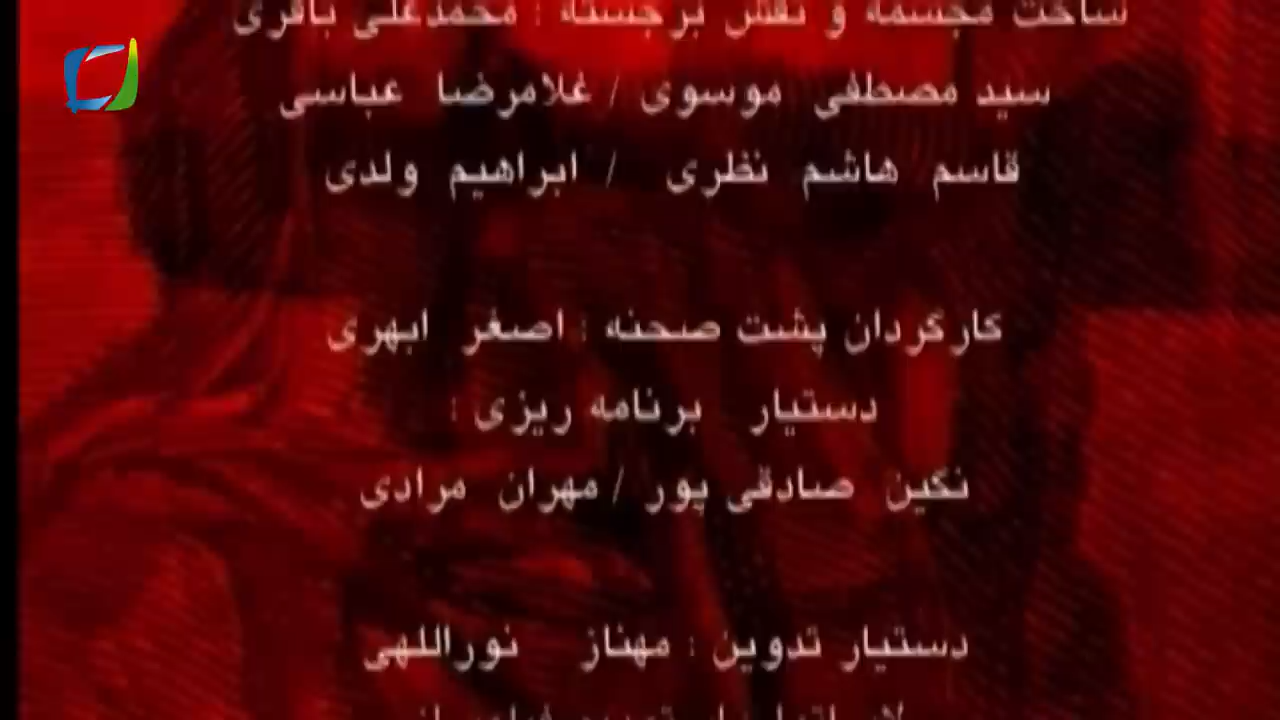 ساخت مجسمه و نقش برجسته : محمدعلی باقری
سید مصطفی موسوی / غلامرضا عباسی
قاسم هاشم نظری / ابراهیم ولدی
کارگردان پشت صحنه : اصغر ابهری
دستیار برنامه ریزی :
نگین صادقی پور / مهران مرادی
دستیار تدوین : مهناز نوراللهی